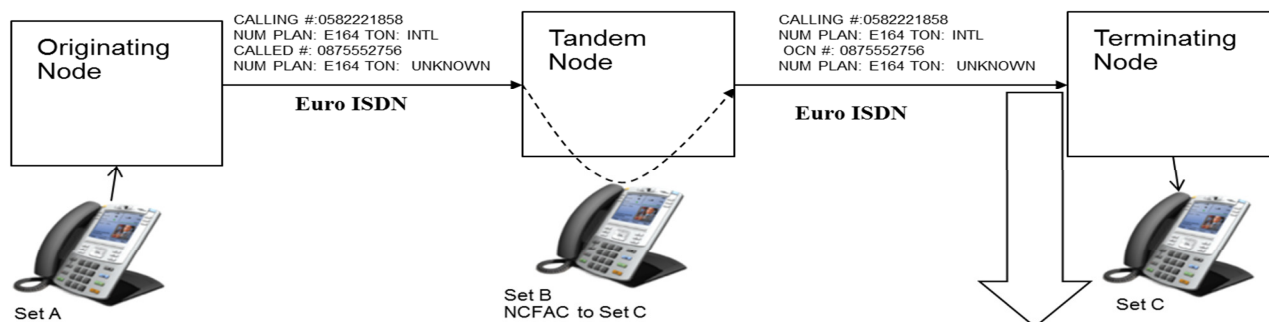 Originating
Node
CALLING #:0582221858
NUM PLAN: E164 TON: INTL
CALLED #: 0875552756
NUM PLAN: E164 TON: UNKNOWN
Euro ISDN
Tandem
Node
CALLING #:0582221858
NUM PLAN: E164 TON: INTL
OCN #: 0875552756
NUM PLAN: E164 TON: UNKNOWN
Euro ISDN
Terminating
Node
Set A
Set B
NCFAC to Set C
Set C